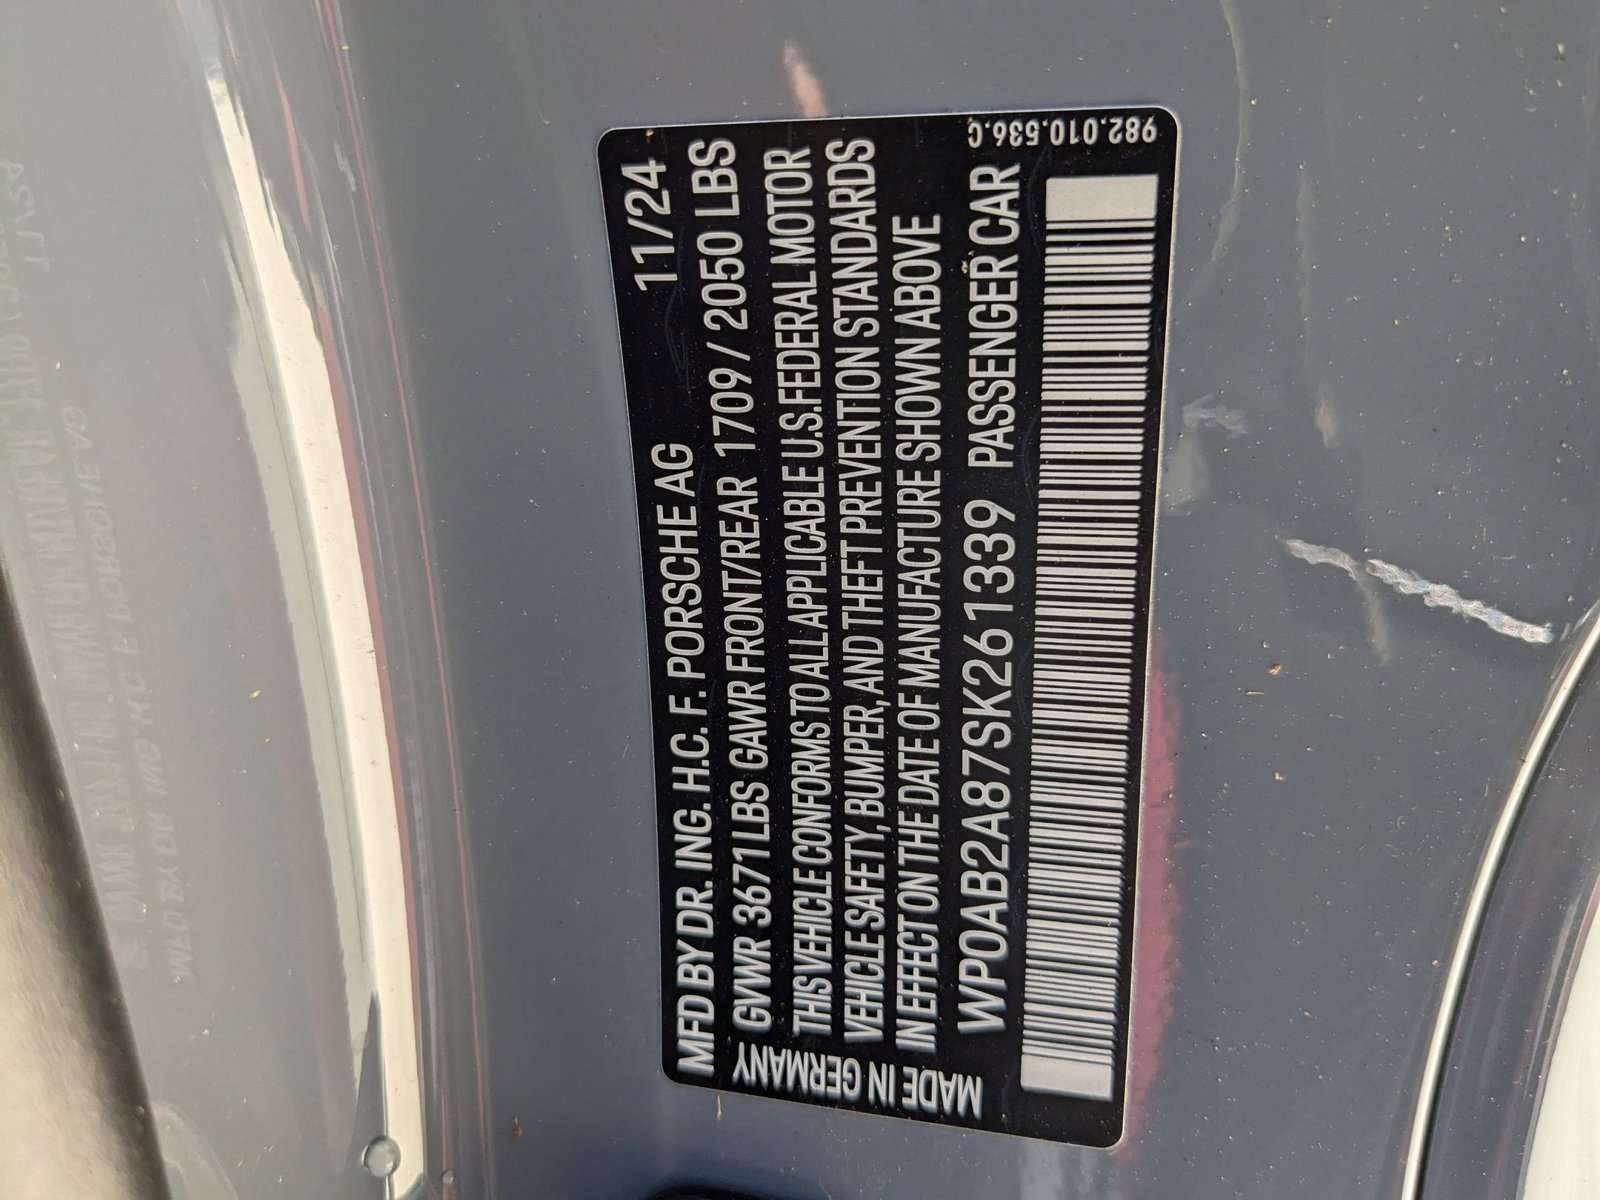 MFD BY DR. ING. H.C. F. PORSCHE AG 11/24
GVWR 3671 LBS GAWR FRONT/REAR 1709 / 2050 LBS
THIS VEHICLE CONFORMS TO ALL APPLICABLE U.S. FEDERAL MOTOR
VEHICLE SAFETY, BUMPER, AND THEFT PREVENTION STANDARDS
IN EFFECT ON THE DATE OF MANUFACTURE SHOWN ABOVE
WP0AB2A87SK261339 PASSENGER CAR
MADE IN GERMANY
982.010.536.C